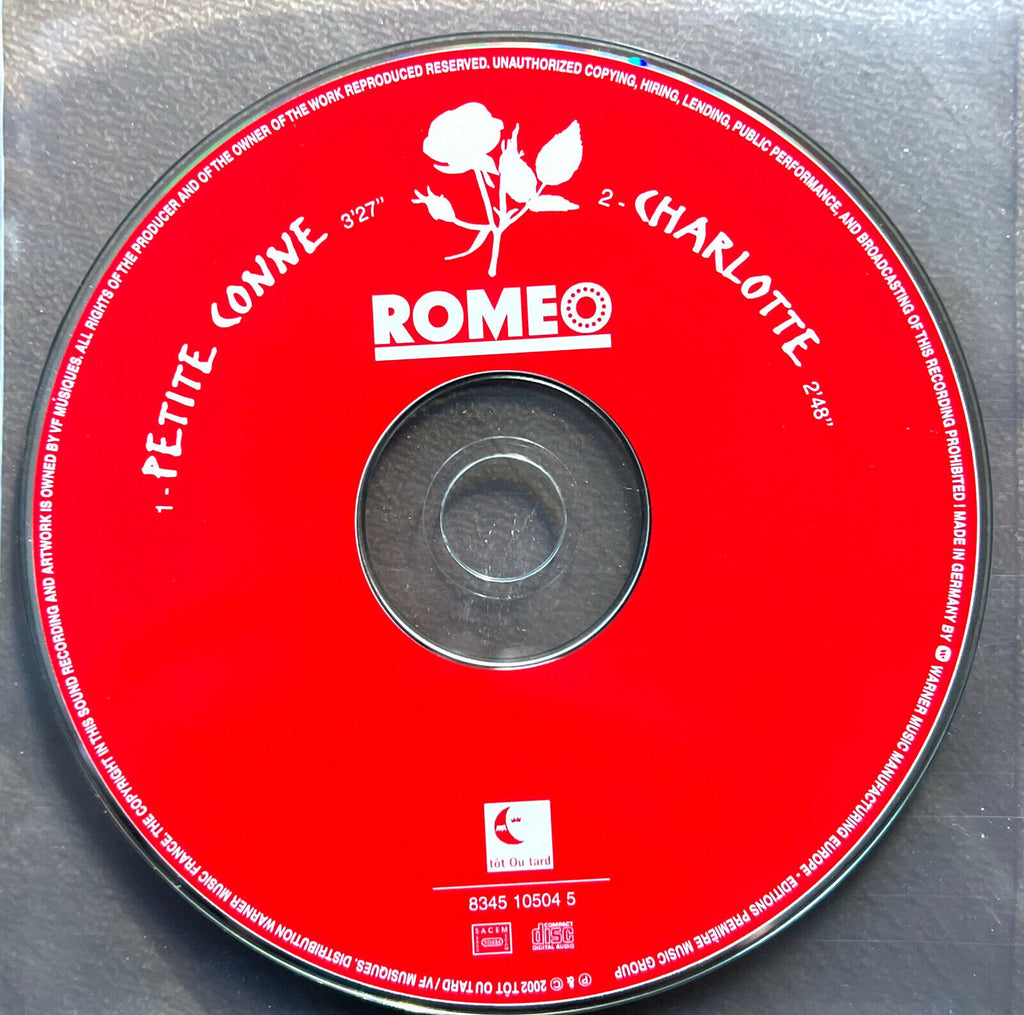 1 - PETITE CONNE 3'27"
2 - CHARLOTTE 2'48"
ROMEO
tôt Ou tard
8345 10504 5
SACEM
COMPACT
disc
DIGITAL AUDIO
℗ & © 2002 TÔT OU TARD / VF MUSIQUES. DISTRIBUTION WARNER MUSIC FRANCE. THE COPYRIGHT IN THIS SOUND RECORDING AND ARTWORK IS OWNED BY VF MUSIQUES. ALL RIGHTS OF THE PRODUCER AND OF THE OWNER OF THE WORK REPRODUCED RESERVED. UNAUTHORIZED COPYING, HIRING, LENDING, PUBLIC PERFORMANCE, AND BROADCASTING OF THIS RECORDING PROHIBITED ! MADE IN GERMANY BY WARNER MUSIC MANUFACTURING EUROPE • EDITIONS PREMIÈRE MUSIC GROUP